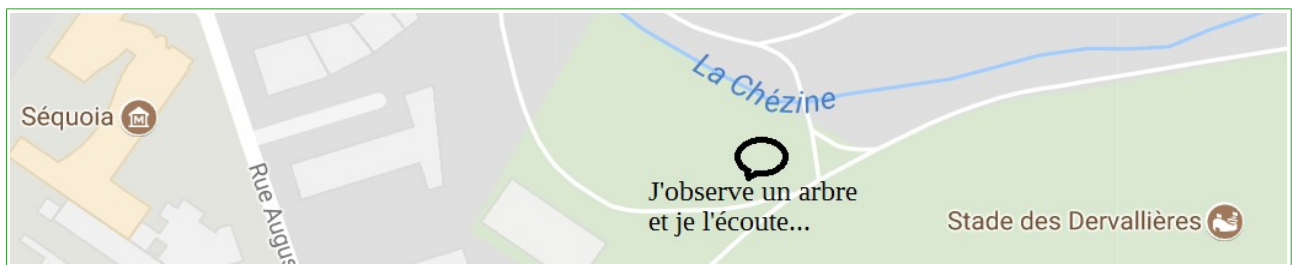 La Chézine
Séquoia
Rue Augus
J'observe un arbre
et je l'écoute...
Stade des Dervallières